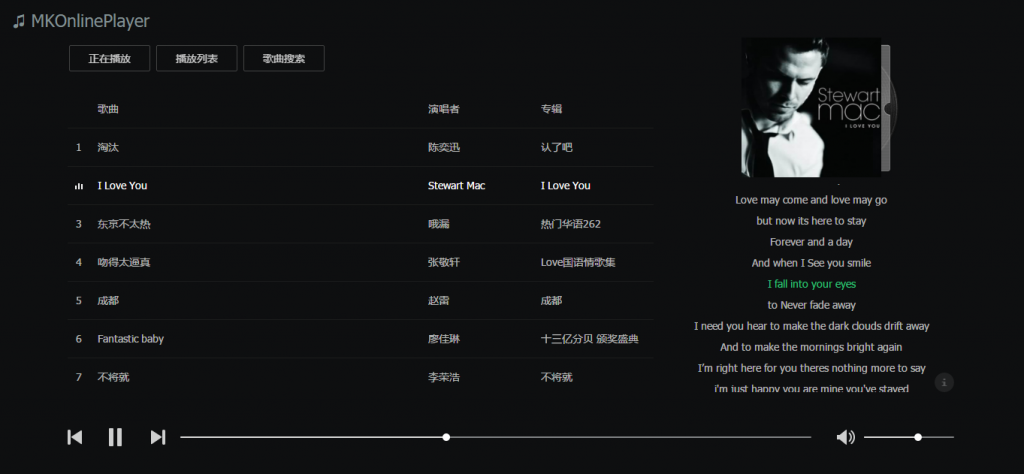 MKOnlinePlayer
正在播放 播放列表 歌曲搜索
歌曲 演唱者 专辑
1 淘汰 陈奕迅 认了吧
I Love You Stewart Mac I Love You
3 东京不太热 哦漏 热门华语262
4 吻得太逼真 张敬轩 Love国语情歌集
5 成都 赵雷 成都
6 Fantastic baby 廖佳琳 十三亿分贝 颁奖盛典
7 不将就 李荣浩 不将就
Stewart
mac
I LOVE YOU
Love may come and love may go
but now its here to stay
Forever and a day
And when I See you smile
I fall into your eyes
to Never fade away
I need you hear to make the dark clouds drift away
And to make the mornings bright again
I'm right here for you theres nothing more to say
i'm just happy you are mine you've stayed